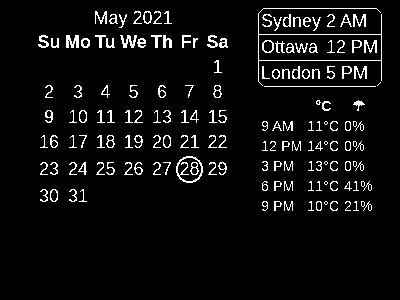 May 2021
Su Mo Tu We Th Fr Sa
1
2 3 4 5 6 7 8
9 10 11 12 13 14 15
16 17 18 19 20 21 22
23 24 25 26 27 28 29
30 31
Sydney 2 AM
Ottawa 12 PM
London 5 PM
°C
9 AM 11°C 0%
12 PM 14°C 0%
3 PM 13°C 0%
6 PM 11°C 41%
9 PM 10°C 21%